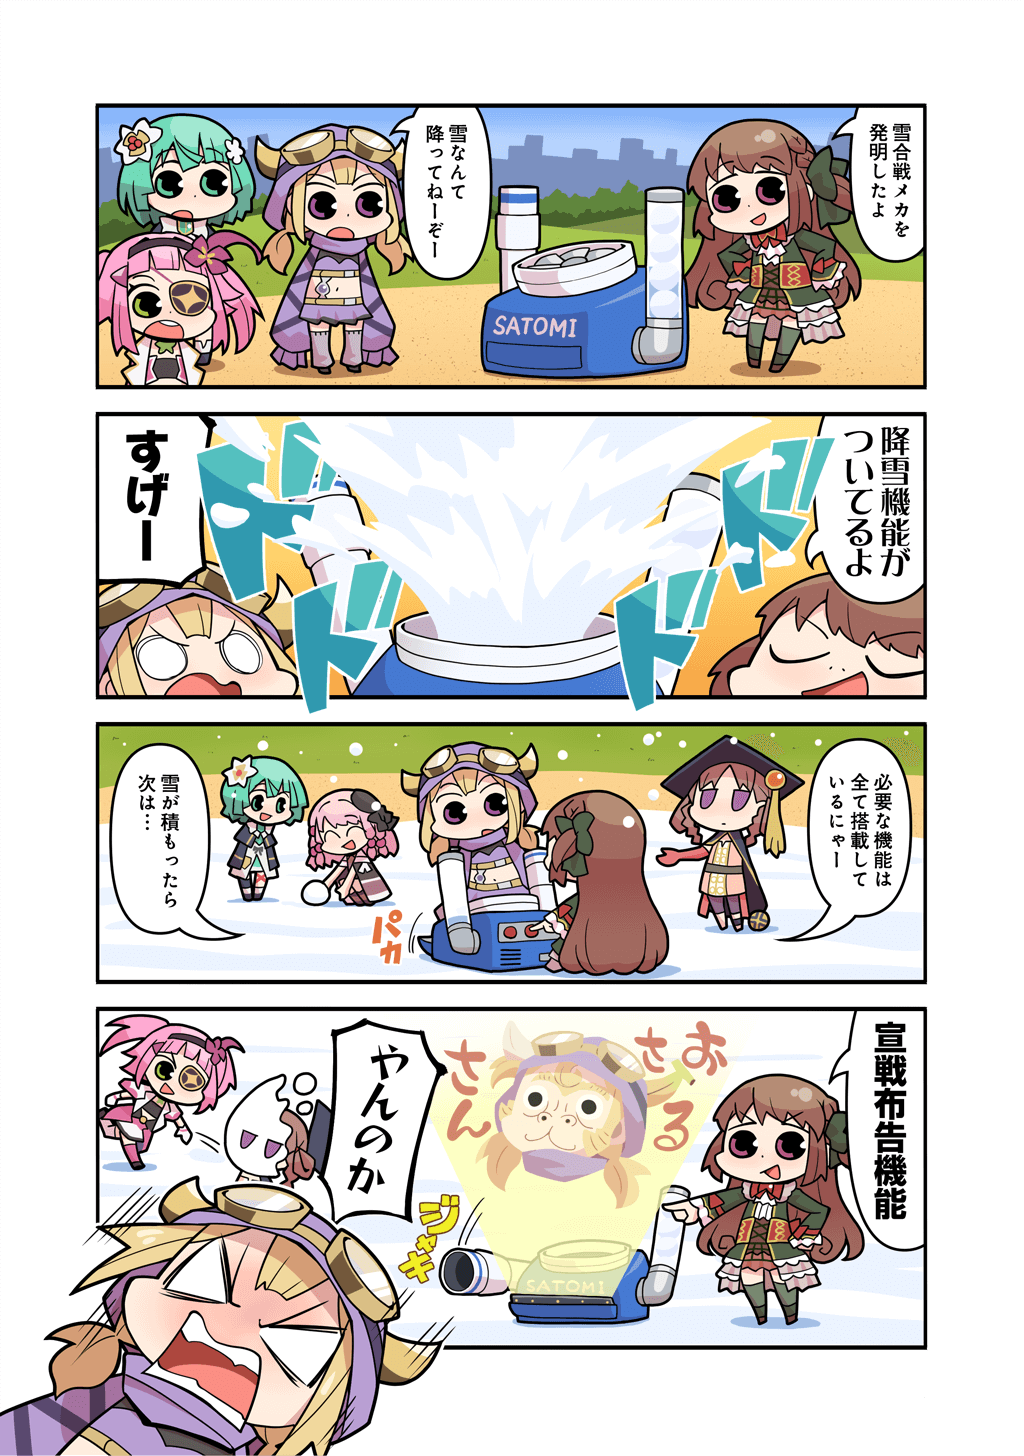 雪合戦メカを
発明したよ
雪なんて
降ってねーぞー
SATOMI
降雪機能が
ついてるよ
ドドドド
すげー
必要な機能は
全て搭載して
いるにゃー
パカ
雪が積もったら
次は…
宣戦布告機能
おさる
さん
やんのか
ジャキ
SATOMI